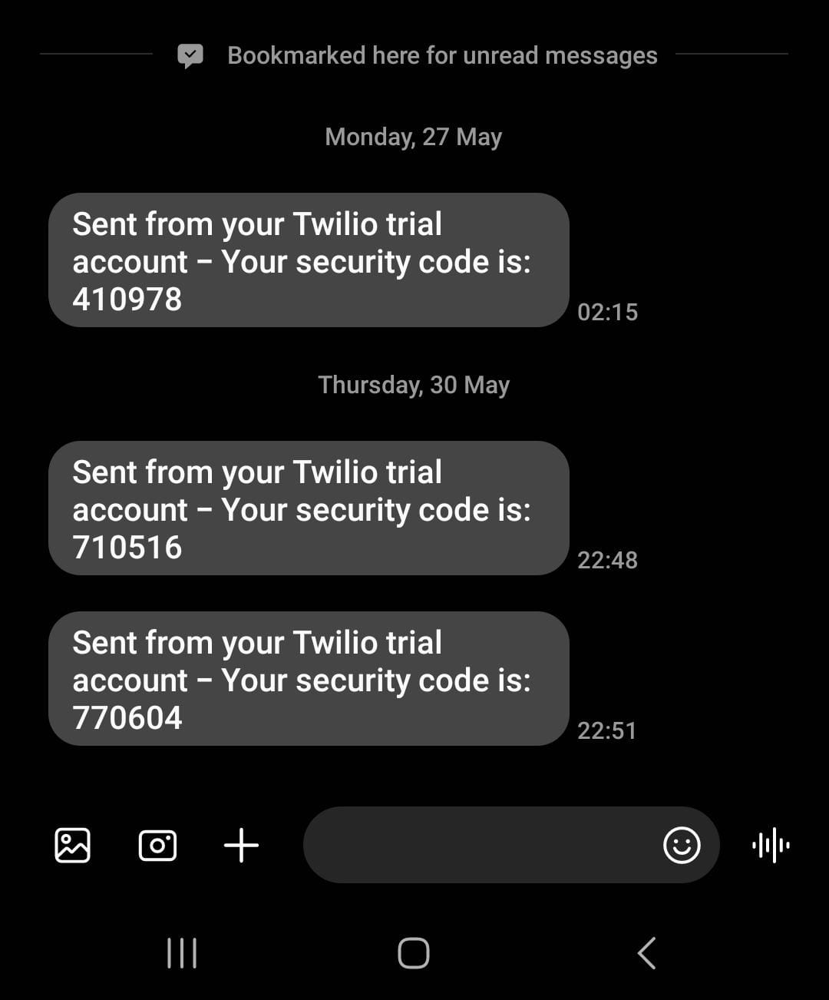 Bookmarked here for unread messages
Monday, 27 May
Sent from your Twilio trial
account – Your security code is:
410978
02:15
Thursday, 30 May
Sent from your Twilio trial
account – Your security code is:
710516
22:48
Sent from your Twilio trial
account – Your security code is:
770604
22:51